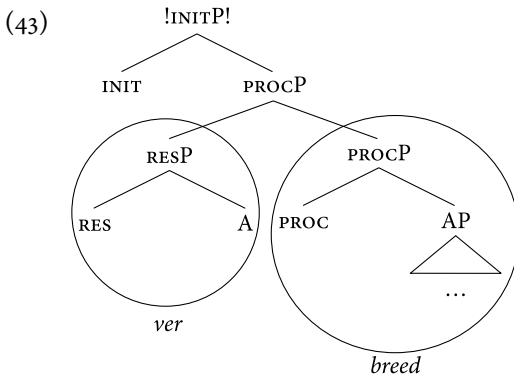 (43)
!INITP!
INIT PROCP
RESP PROCP
RES A PROC AP
...
ver
breed